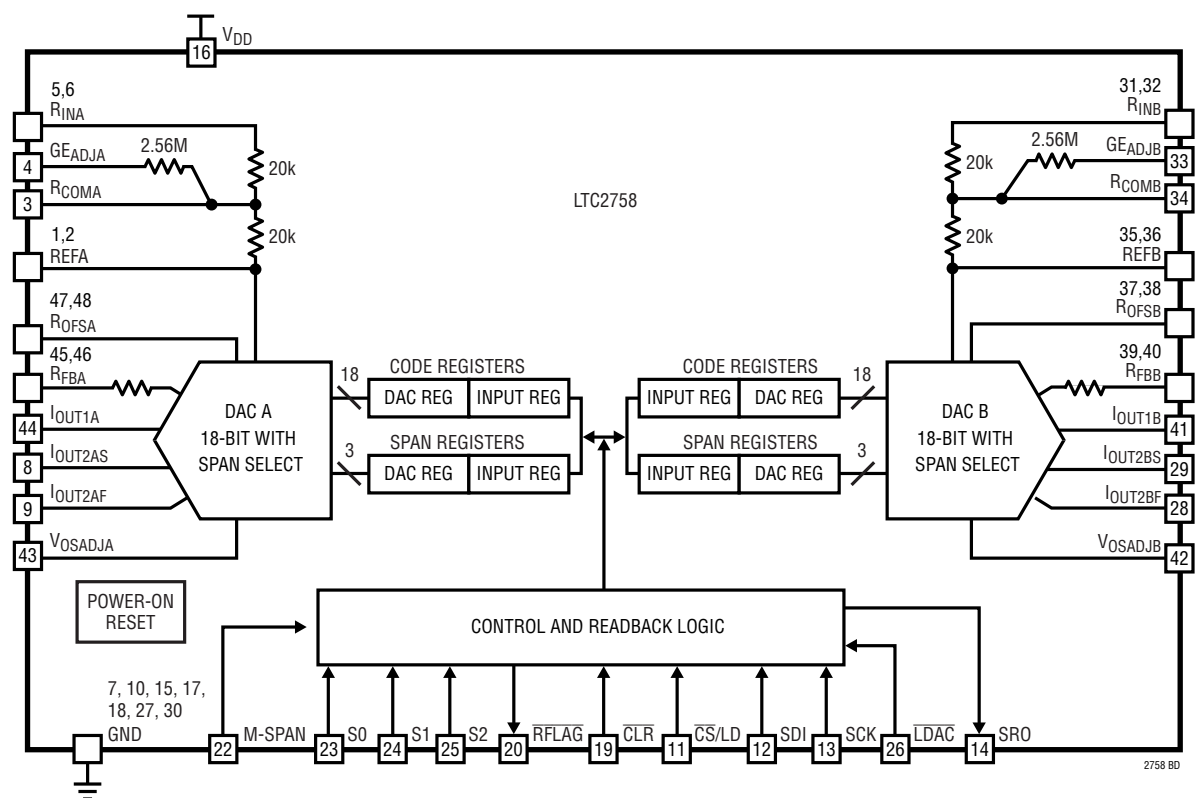 16
V_DD
5,6
R_INA
4
GE_ADJA
2.56M
20k
3
R_COMA
20k
1,2
REFA
47,48
R_OFSA
45,46
R_FBA
44
I_OUT1A
8
I_OUT2AS
9
I_OUT2AF
43
V_OSADJA
DAC A
18-BIT WITH
SPAN SELECT
18
CODE REGISTERS
DAC REG INPUT REG
3
SPAN REGISTERS
DAC REG INPUT REG
LTC2758
CODE REGISTERS
INPUT REG DAC REG
18
SPAN REGISTERS
INPUT REG DAC REG
3
DAC B
18-BIT WITH
SPAN SELECT
31,32
R_INB
2.56M
GE_ADJB
33
20k
R_COMB
34
20k
35,36
REFB
37,38
R_OFSB
39,40
R_FBB
I_OUT1B
41
I_OUT2BS
29
I_OUT2BF
28
V_OSADJB
42
POWER-ON
RESET
CONTROL AND READBACK LOGIC
7, 10, 15, 17,
18, 27, 30
GND
22 M-SPAN
23 S0
24 S1
25 S2
20 R̅F̅L̅A̅G̅
19 C̅L̅R̅
11 C̅S̅/LD
12 SDI
13 SCK
26 L̅D̅A̅C̅
14 SRO
2758 BD